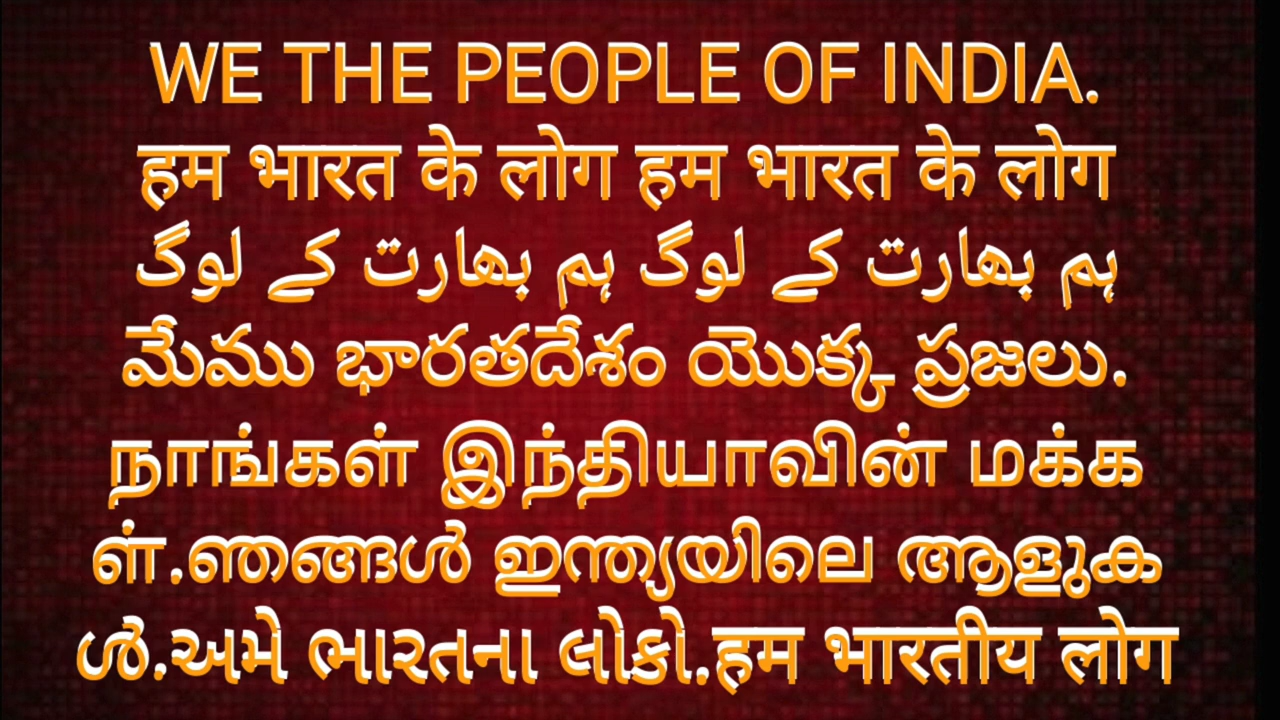 WE THE PEOPLE OF INDIA.
हम भारत के लोग हम भारत के लोग
ہم بھارت کے لوگ ہم بھارت کے لوگ
మేము భారతదేశం యొక్క ప్రజలు.
நாங்கள் இந்தியாவின் மக்க
ள்.ഞങ്ങൾ ഇന്ത്യയിലെ ആളുക
ൾ.અમે ભારતના લોકો.हम भारतीय लोग